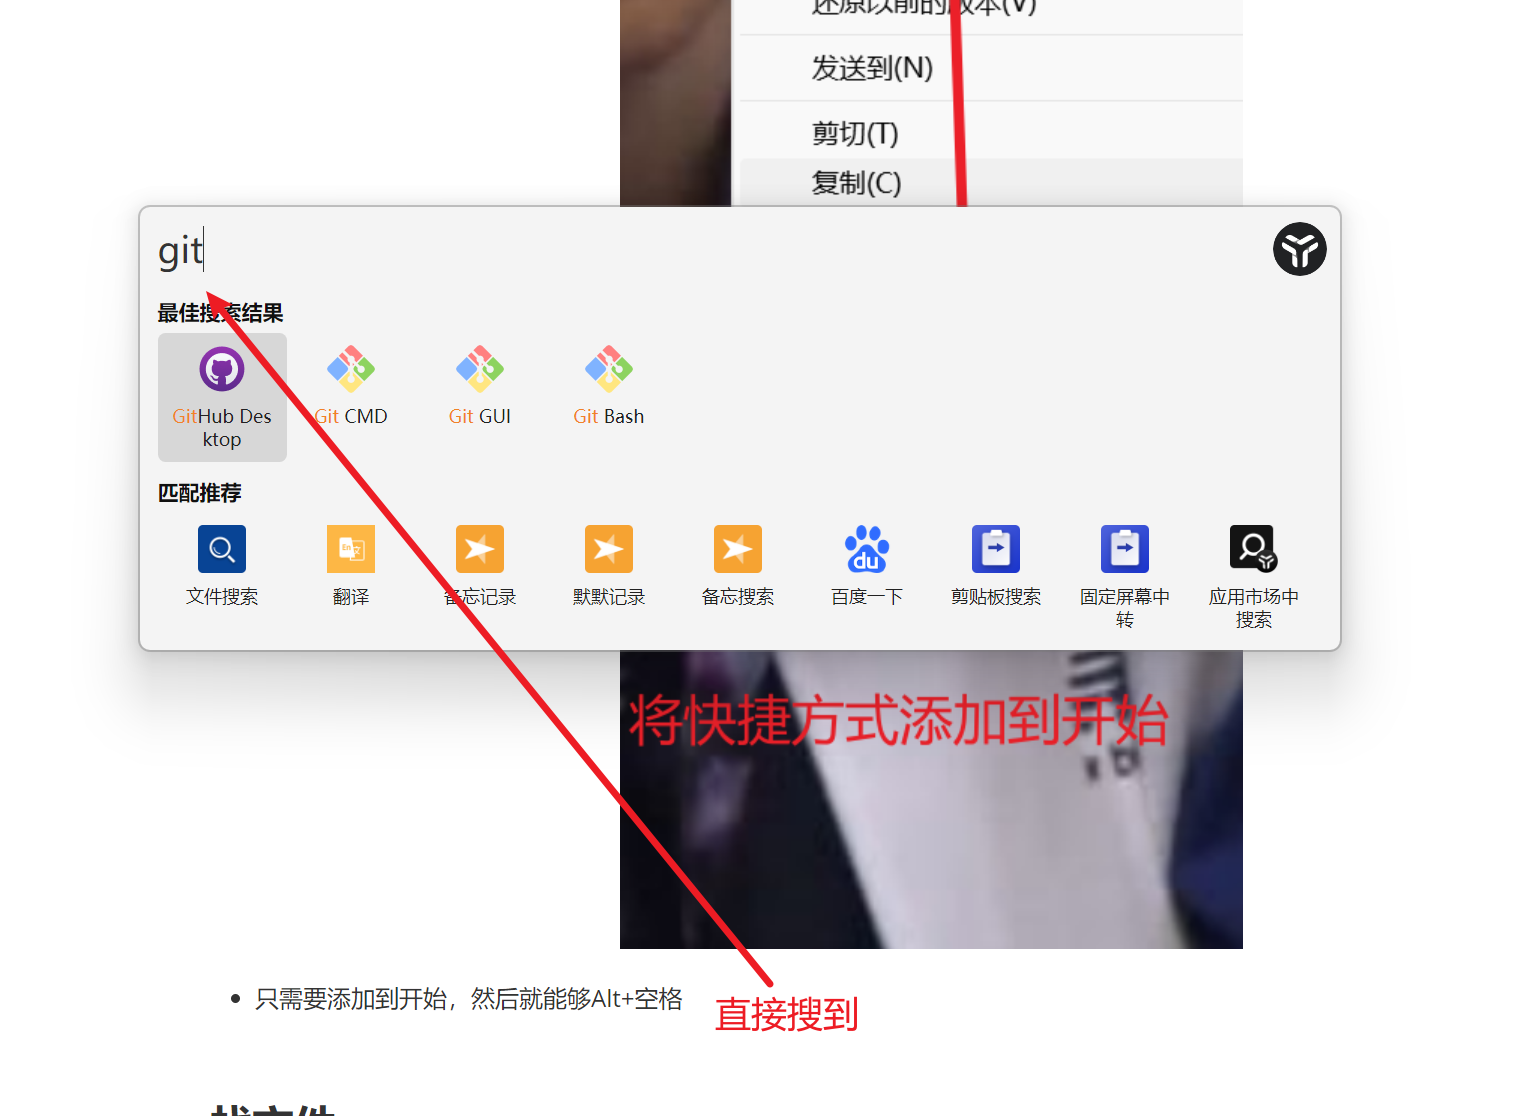 还原以前的版本(V)
发送到(N)
剪切(T)
复制(C)
git
最佳搜索结果
GitHub Des
ktop
Git CMD
Git GUI
Git Bash
匹配推荐
文件搜索
翻译
备忘记录
默默记录
备忘搜索
百度一下
剪贴板搜索
固定屏幕中
转
应用市场中
搜索
将快捷方式添加到开始
只需要添加到开始，然后就能够Alt+空格
直接搜到
找文件